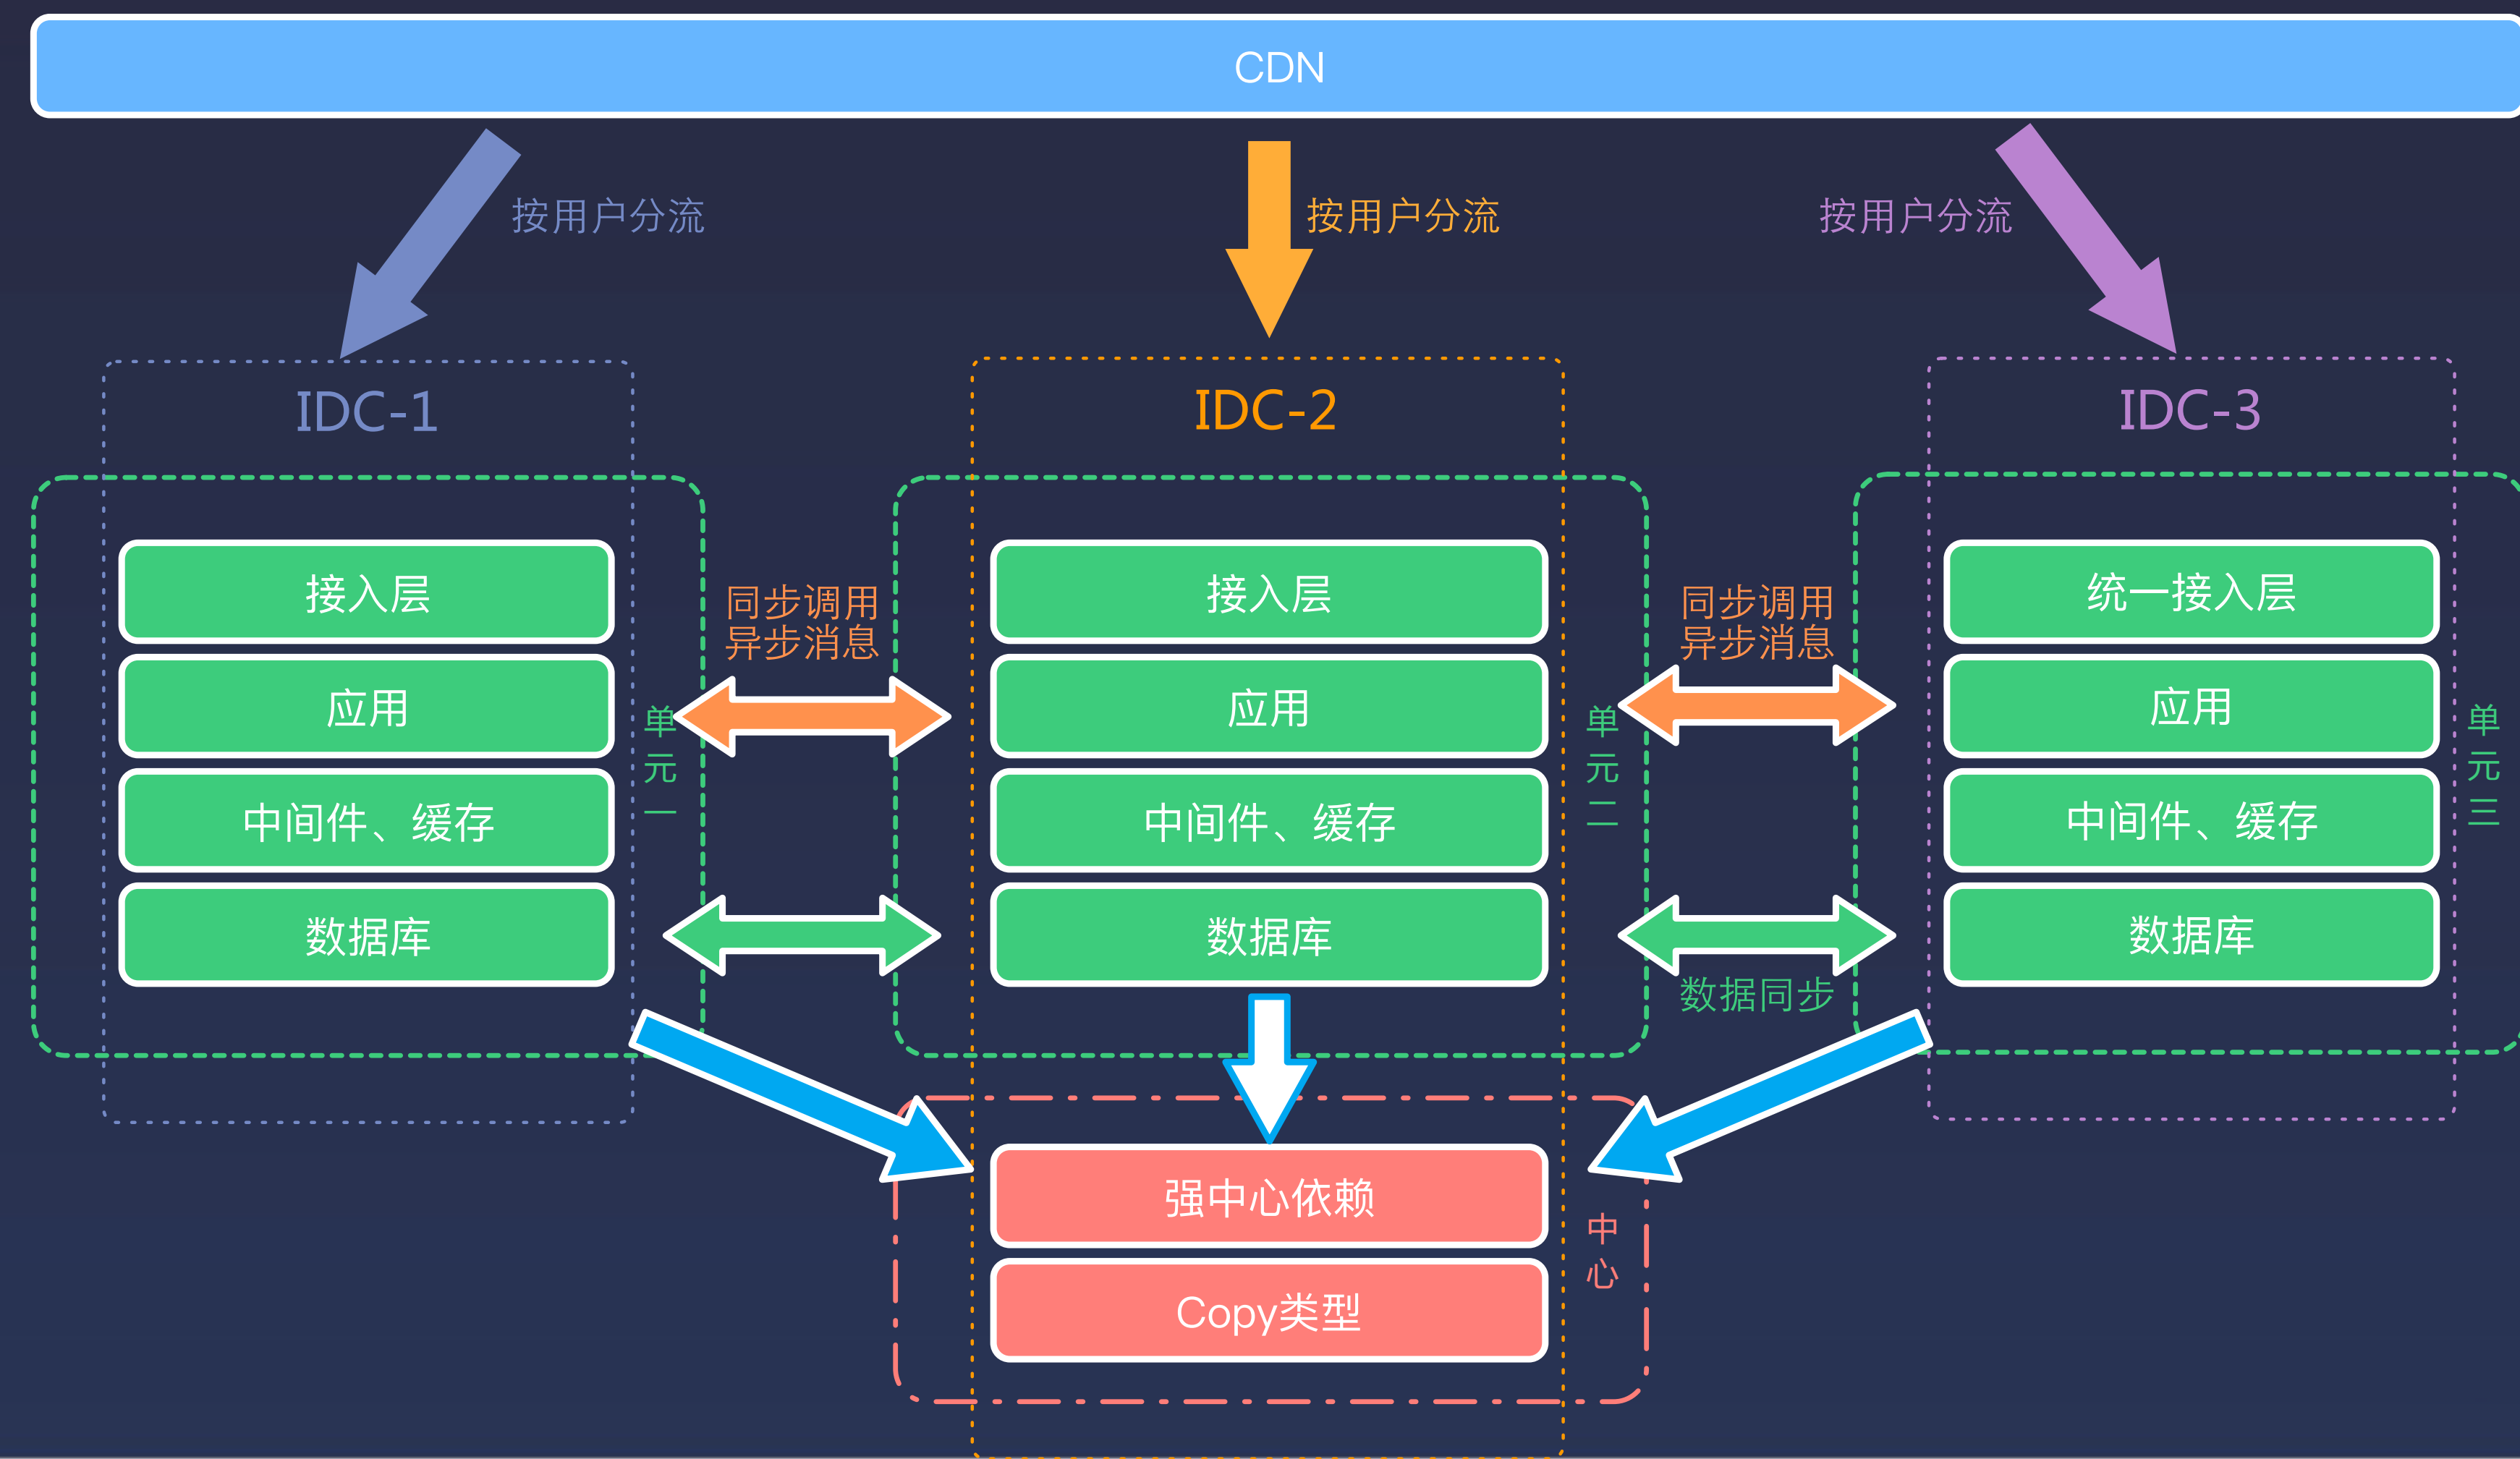 CDN
按用户分流
按用户分流
按用户分流
IDC-1
IDC-2
IDC-3
接入层
应用
中间件、缓存
数据库
单元一
同步调用
异步消息
接入层
应用
中间件、缓存
数据库
单元二
同步调用
异步消息
数据同步
统一接入层
应用
中间件、缓存
数据库
单元三
强中心依赖
Copy类型
中心